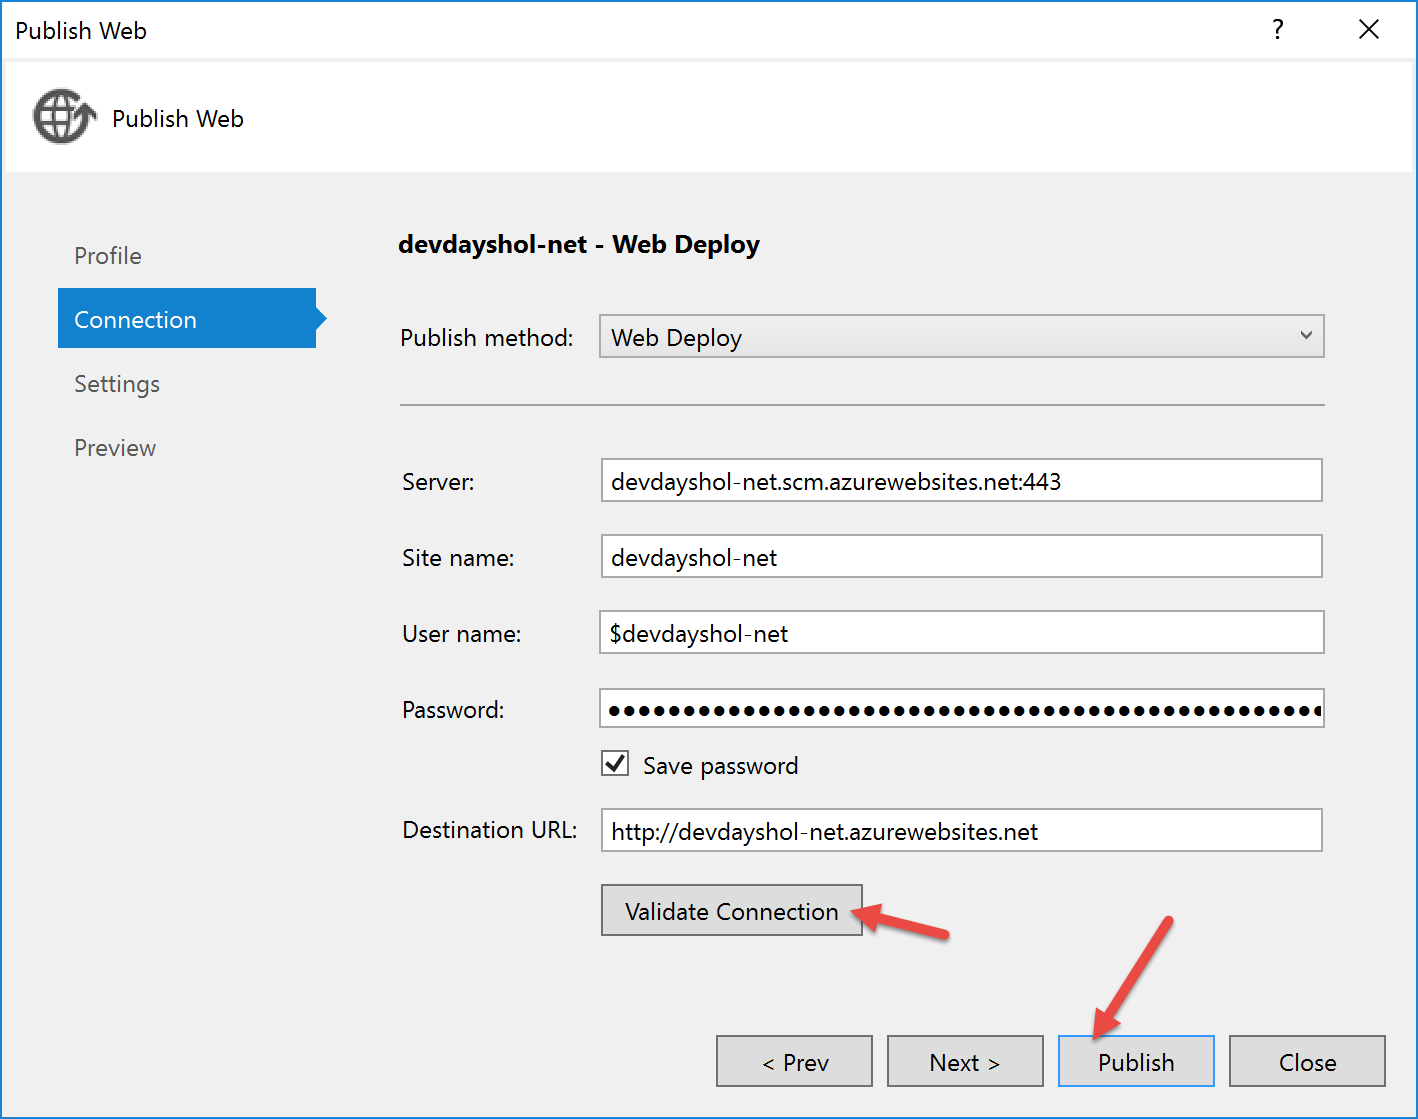 Publish Web
?
Publish Web
Profile
Connection
Settings
Preview
devdayshol-net - Web Deploy
Publish method: Web Deploy
Server: devdayshol-net.scm.azurewebsites.net:443
Site name: devdayshol-net
User name: $devdayshol-net
Password:
Save password
Destination URL: http://devdayshol-net.azurewebsites.net
Validate Connection
< Prev Next > Publish Close